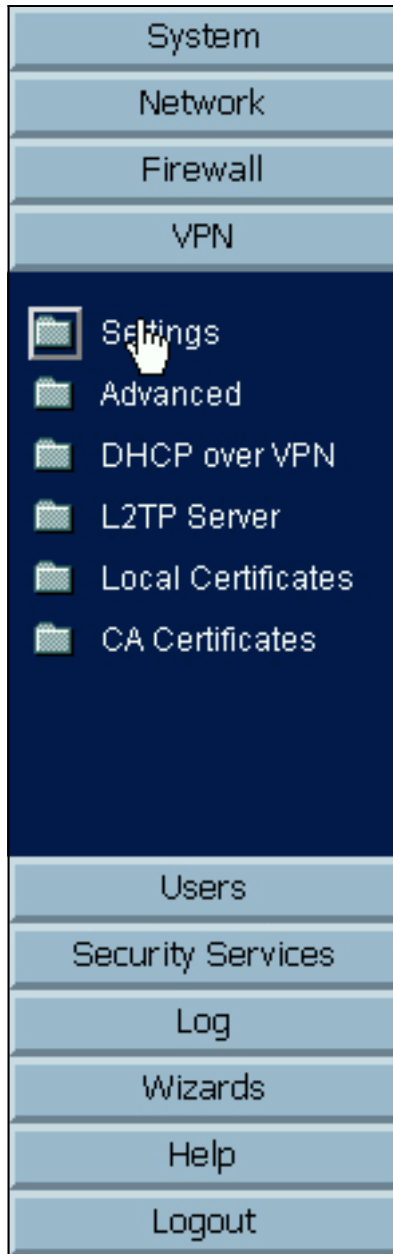 System
Network
Firewall
VPN
Settings
Advanced
DHCP over VPN
L2TP Server
Local Certificates
CA Certificates
Users
Security Services
Log
Wizards
Help
Logout